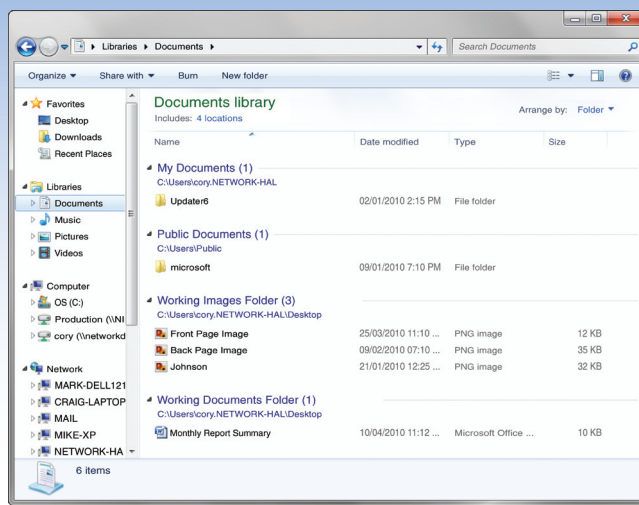 Libraries Documents
Search Documents
Organize Share with Burn New folder
Favorites
Desktop
Downloads
Recent Places
Libraries
Documents
Music
Pictures
Videos
Computer
OS (C:)
Production (\\NI
cory (\\networkd
Network
MARK-DELL121
CRAIG-LAPTOP
MAIL
MIKE-XP
NETWORK-HA
Documents library
Includes: 4 locations
Arrange by: Folder
Name Date modified Type Size
My Documents (1)
C:\Users\cory.NETWORK-HAL
Updater6 02/01/2010 2:15 PM File folder
Public Documents (1)
C:\Users\Public
microsoft 09/01/2010 7:10 PM File folder
Working Images Folder (3)
C:\Users\cory.NETWORK-HAL\Desktop
Front Page Image 25/03/2010 11:10 ... PNG image 12 KB
Back Page Image 09/02/2010 07:10 ... PNG image 35 KB
Johnson 21/01/2010 12:25 ... PNG image 32 KB
Working Documents Folder (1)
C:\Users\cory.NETWORK-HAL\Desktop
Monthly Report Summary 10/04/2010 11:12 ... Microsoft Office ... 10 KB
6 items